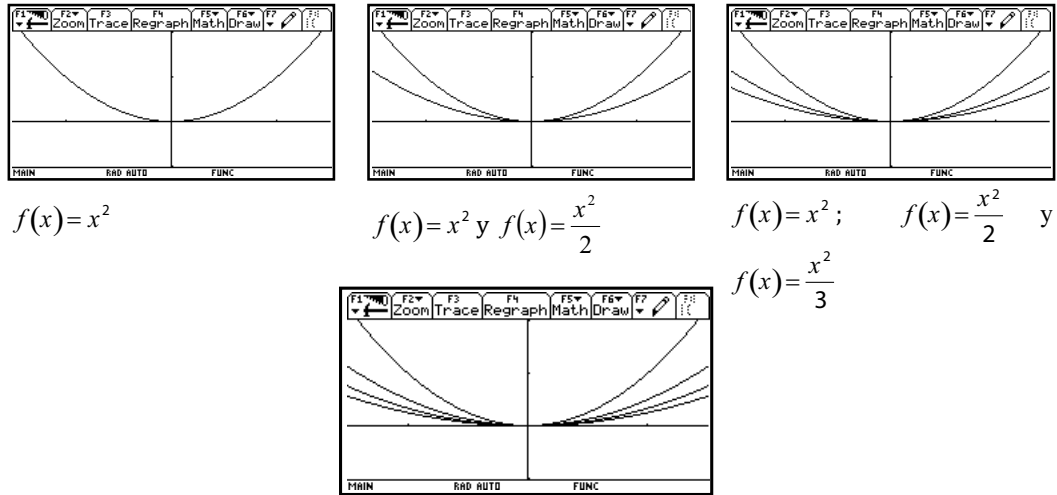 F1 F2 Zoom F3 Trace F4 Regraph F5 Math F6 Draw F7
MAIN RAD AUTO FUNC
f(x)=x²
F1 F2 Zoom F3 Trace F4 Regraph F5 Math F6 Draw F7
MAIN RAD AUTO FUNC
f(x)=x² y f(x)=x²/2
F1 F2 Zoom F3 Trace F4 Regraph F5 Math F6 Draw F7
MAIN RAD AUTO FUNC
f(x)=x² ; f(x)=x²/2 y
f(x)=x²/3
F1 F2 Zoom F3 Trace F4 Regraph F5 Math F6 Draw F7
MAIN RAD AUTO FUNC